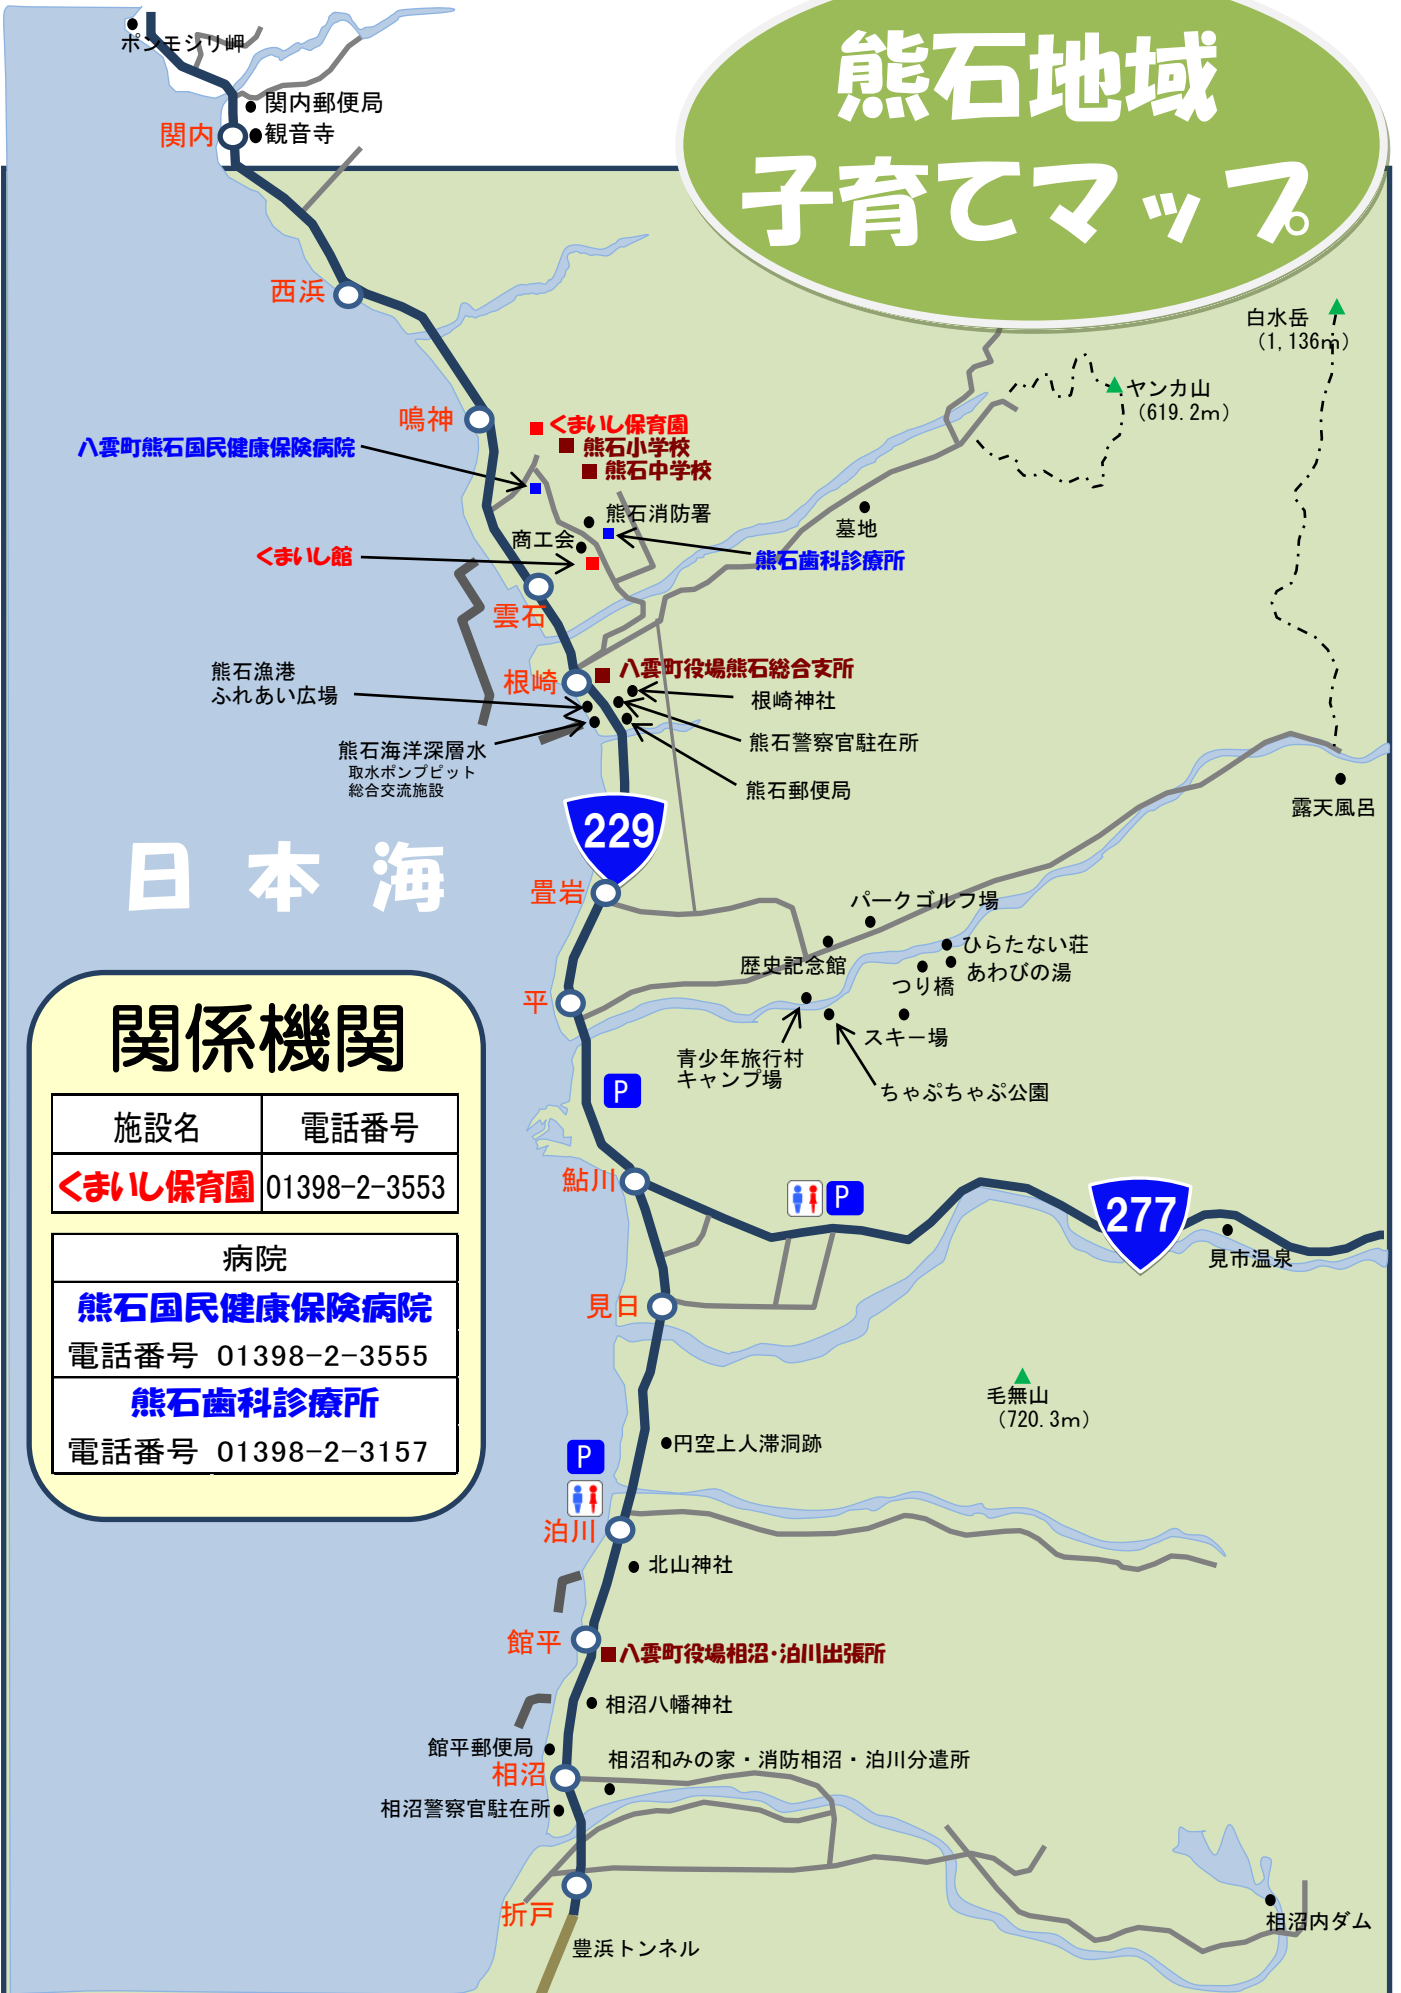 熊石地域
子育てマップ
ポンモシリ岬
関内郵便局
関内
観音寺
西浜
白水岳
（1,136m）
ヤンカ山
（619.2m）
鳴神
くまいし保育園
熊石小学校
熊石中学校
八雲町熊石国民健康保険病院
熊石消防署
商工会
墓地
くまいし館
熊石歯科診療所
雲石
八雲町役場熊石総合支所
根崎
熊石漁港
ふれあい広場
根崎神社
熊石警察官駐在所
熊石海洋深層水
取水ポンプピット
総合交流施設
熊石郵便局
露天風呂
229
日本海
畳岩
パークゴルフ場
歴史記念館
ひらたない荘
あわびの湯
つり橋
平
スキー場
青少年旅行村
キャンプ場
ちゃぷちゃぷ公園
P
鮎川
P
277
見市温泉
見日
毛無山
（720.3m）
円空上人滞洞跡
P
泊川
北山神社
館平
八雲町役場相沼・泊川出張所
相沼八幡神社
館平郵便局
相沼和みの家・消防相沼・泊川分遣所
相沼
相沼警察官駐在所
折戸
相沼内ダム
豊浜トンネル
関係機関
施設名 電話番号
くまいし保育園 01398-2-3553
病院
熊石国民健康保険病院
電話番号 01398-2-3555
熊石歯科診療所
電話番号 01398-2-3157